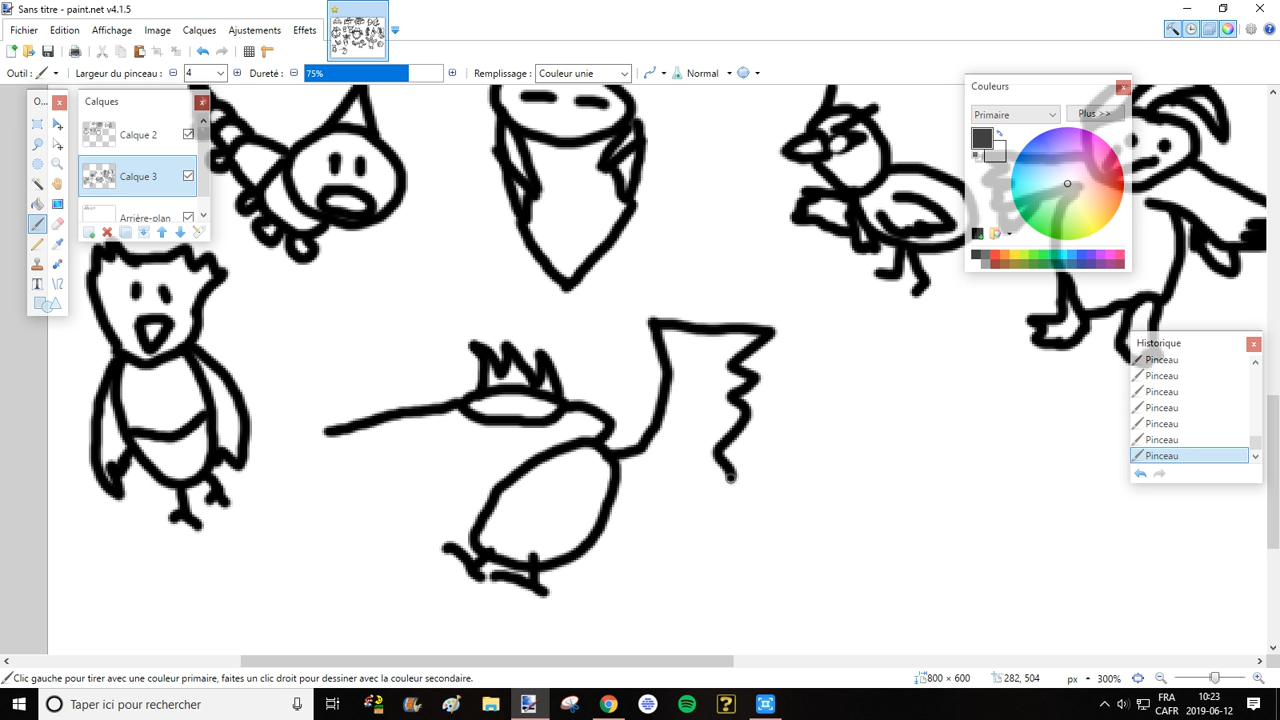 Sans titre - paint.net v4.1.5
Fichier Edition Affichage Image Calques Ajustements Effets
Outil : Largeur du pinceau : 4 Dureté : 75% Remplissage : Couleur unie Normal
O... Calques
Calque 2
Calque 3
Arrière-plan
Couleurs
Primaire Plus >>
Historique
Pinceau
Pinceau
Pinceau
Pinceau
Pinceau
Pinceau
Pinceau
Clic gauche pour tirer avec une couleur primaire, faites un clic droit pour dessiner avec la couleur secondaire. 800 × 600 282, 504 px 300%
Taper ici pour rechercher
FRA 10:23
CAFR 2019-06-12